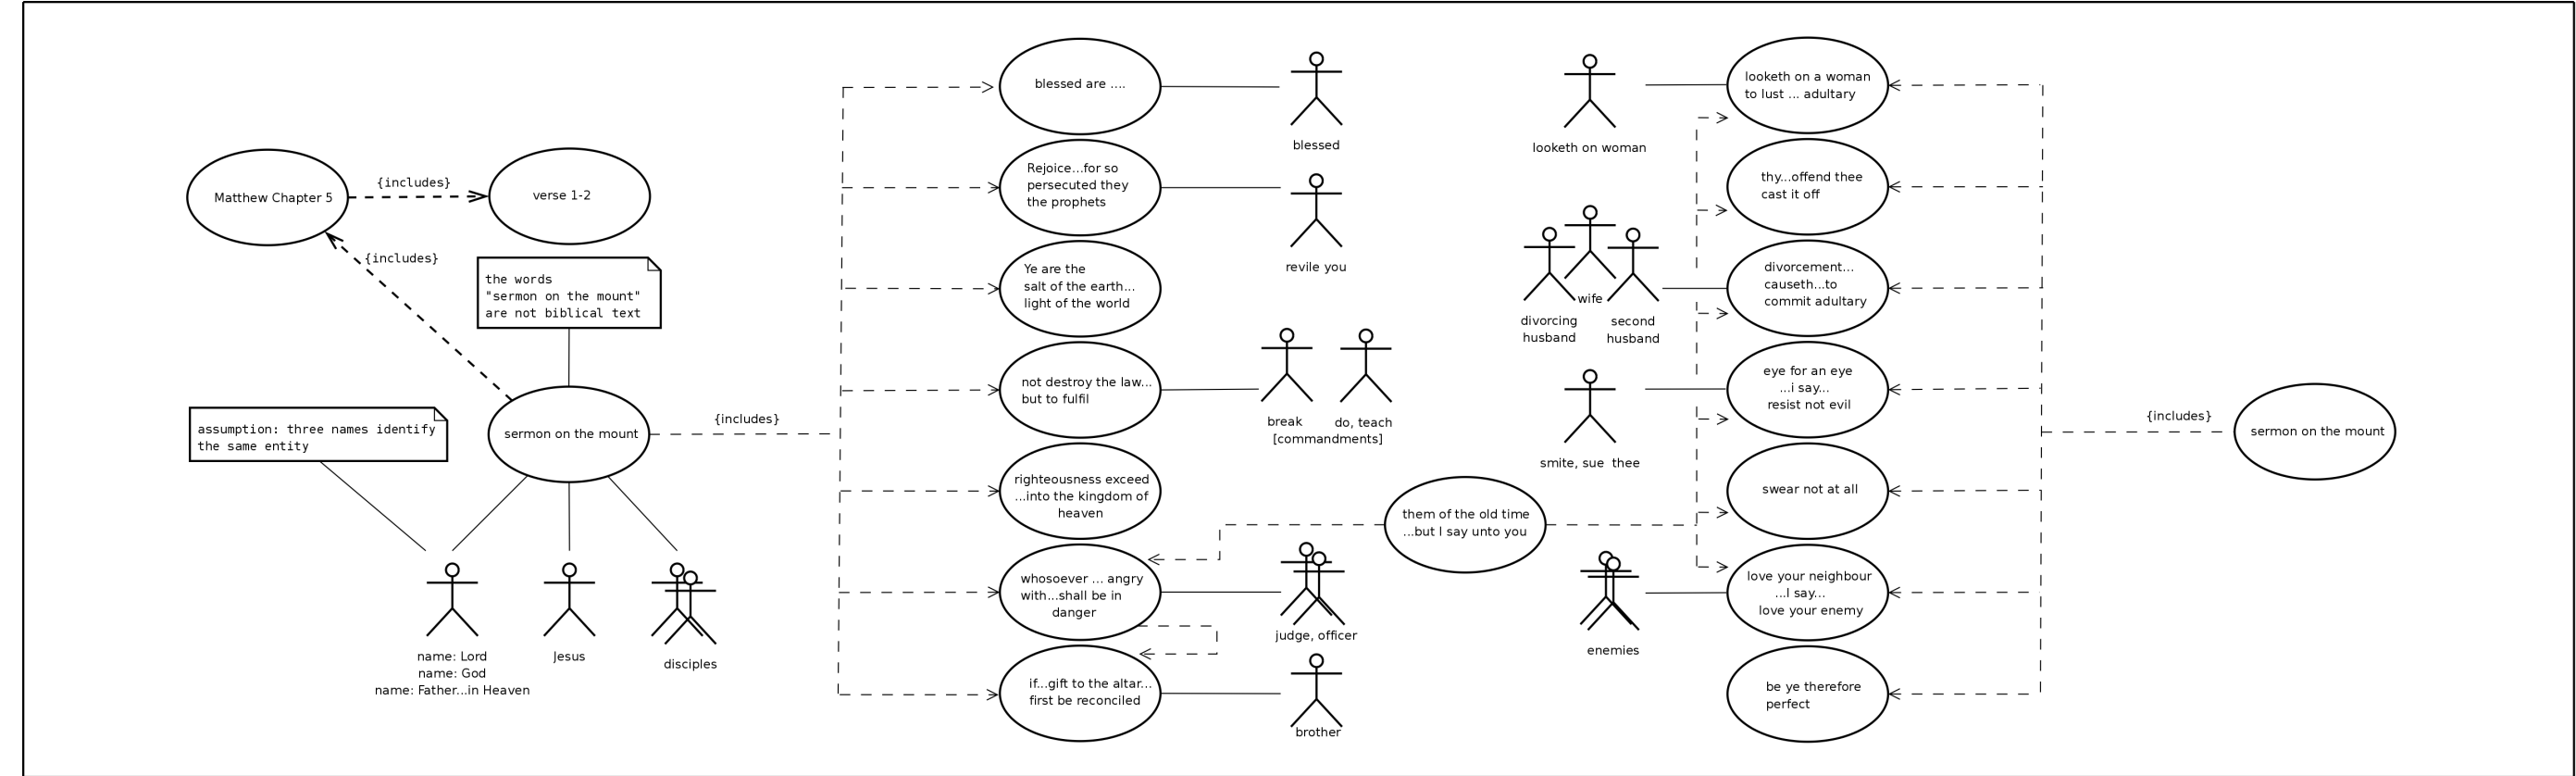 Matthew Chapter 5
{includes}
verse 1-2
{includes}
the words
"sermon on the mount"
are not biblical text
assumption: three names identify
the same entity
sermon on the mount
{includes}
name: Lord
name: God
name: Father...in Heaven
Jesus
disciples
blessed are ....
blessed
Rejoice...for so
persecuted they
the prophets
revile you
Ye are the
salt of the earth...
light of the world
not destroy the law...
but to fulfil
break
do, teach
[commandments]
righteousness exceed
...into the kingdom of
heaven
whosoever ... angry
with...shall be in
danger
judge, officer
if...gift to the altar...
first be reconciled
brother
them of the old time
...but I say unto you
looketh on woman
looketh on a woman
to lust ... adultary
thy...offend thee
cast it off
wife
divorcing
husband
second
husband
divorcement...
causeth...to
commit adultary
smite, sue  thee
eye for an eye
...i say...
resist not evil
swear not at all
enemies
love your neighbour
...I say...
love your enemy
be ye therefore
perfect
{includes}
sermon on the mount